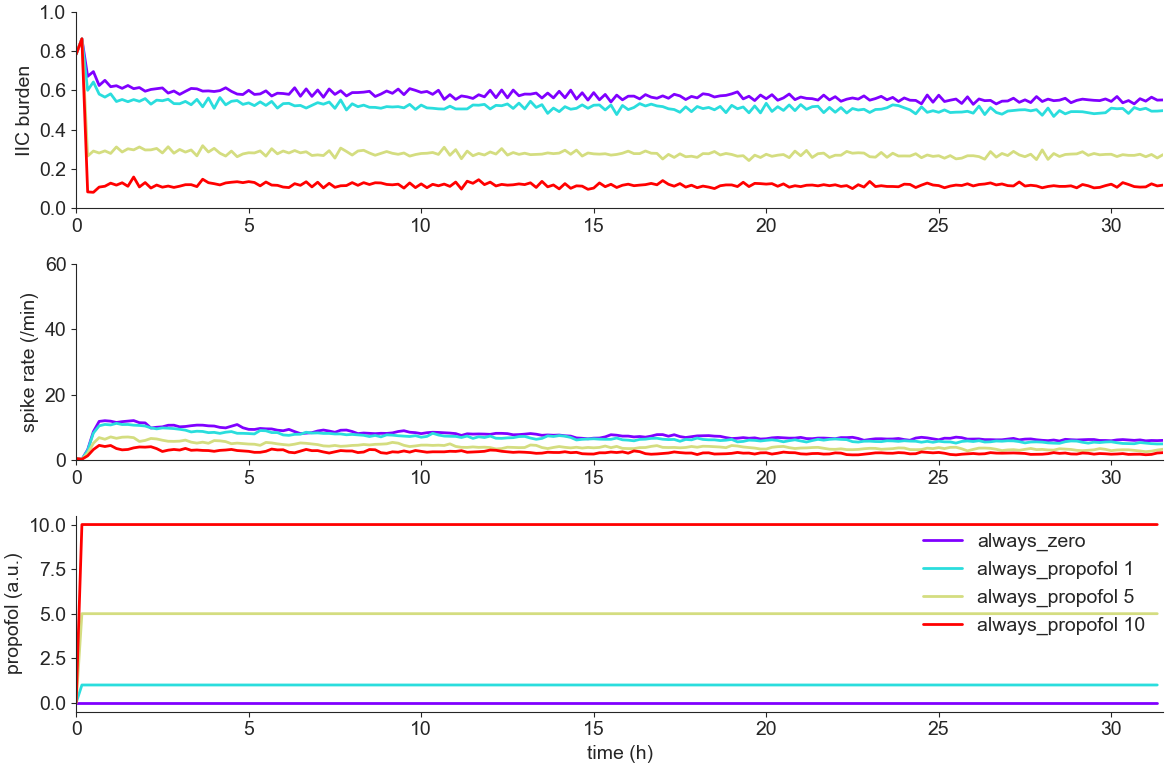 1.0
0.8
0.6
0.4
0.2
0.0
IIC burden
0 5 10 15 20 25 30
60
40
20
0
spike rate (/min)
0 5 10 15 20 25 30
10.0
7.5
5.0
2.5
0.0
propofol (a.u.)
always_zero
always_propofol 1
always_propofol 5
always_propofol 10
0 5 10 15 20 25 30
time (h)